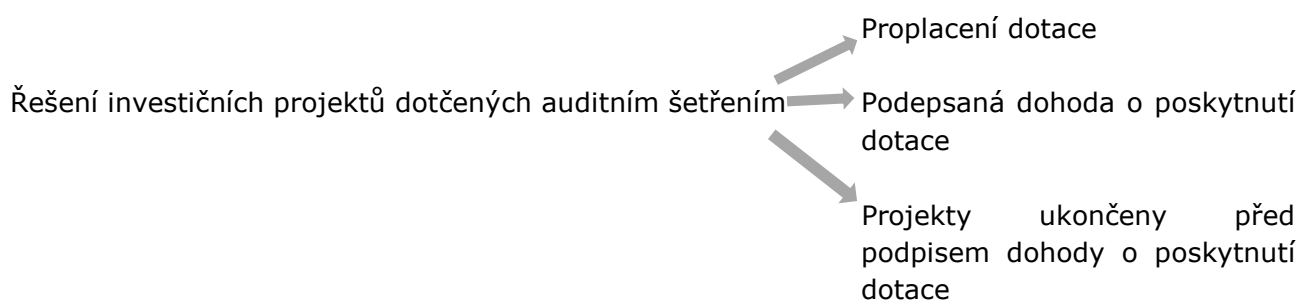 Proplacení dotace
Řešení investičních projektů dotčených auditním šetřením
Podepsaná dohoda o poskytnutí
dotace
Projekty ukončeny před
podpisem dohody o poskytnutí
dotace